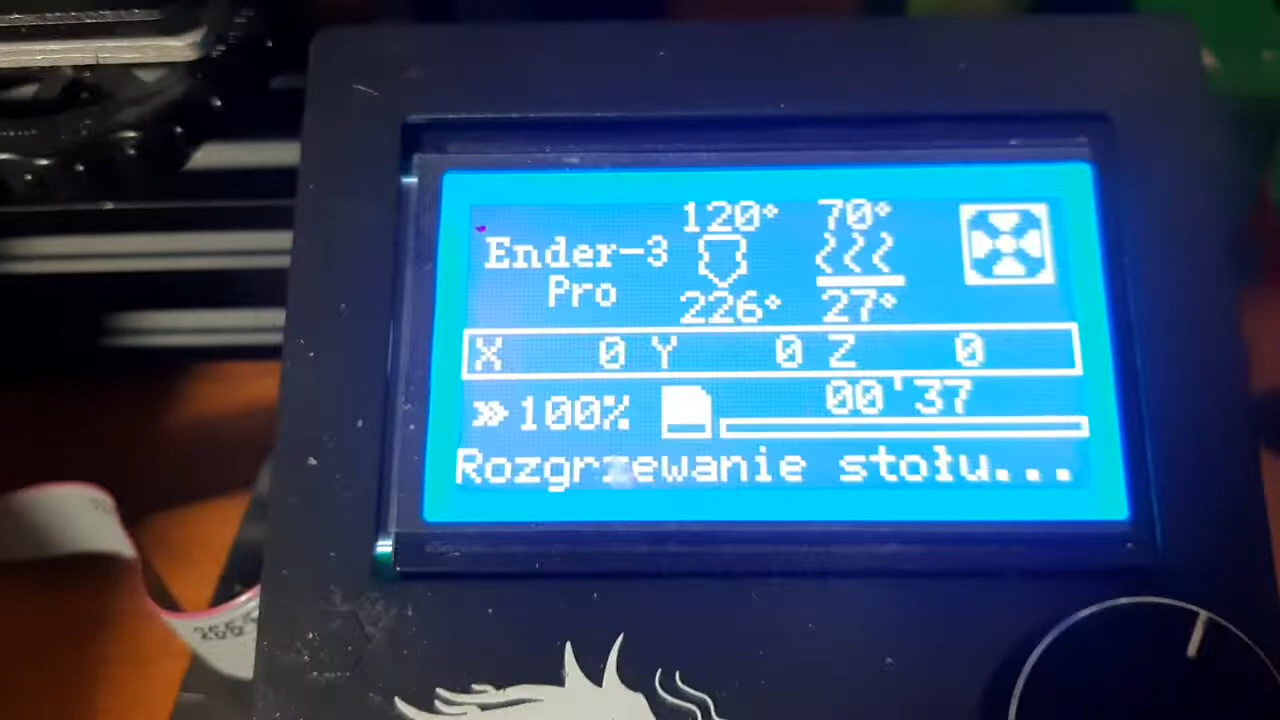 120° 70°
Ender-3
Pro
226° 27°
X 0 Y 0 Z 0
00'37
»100%
Rozgrzewanie stołu...